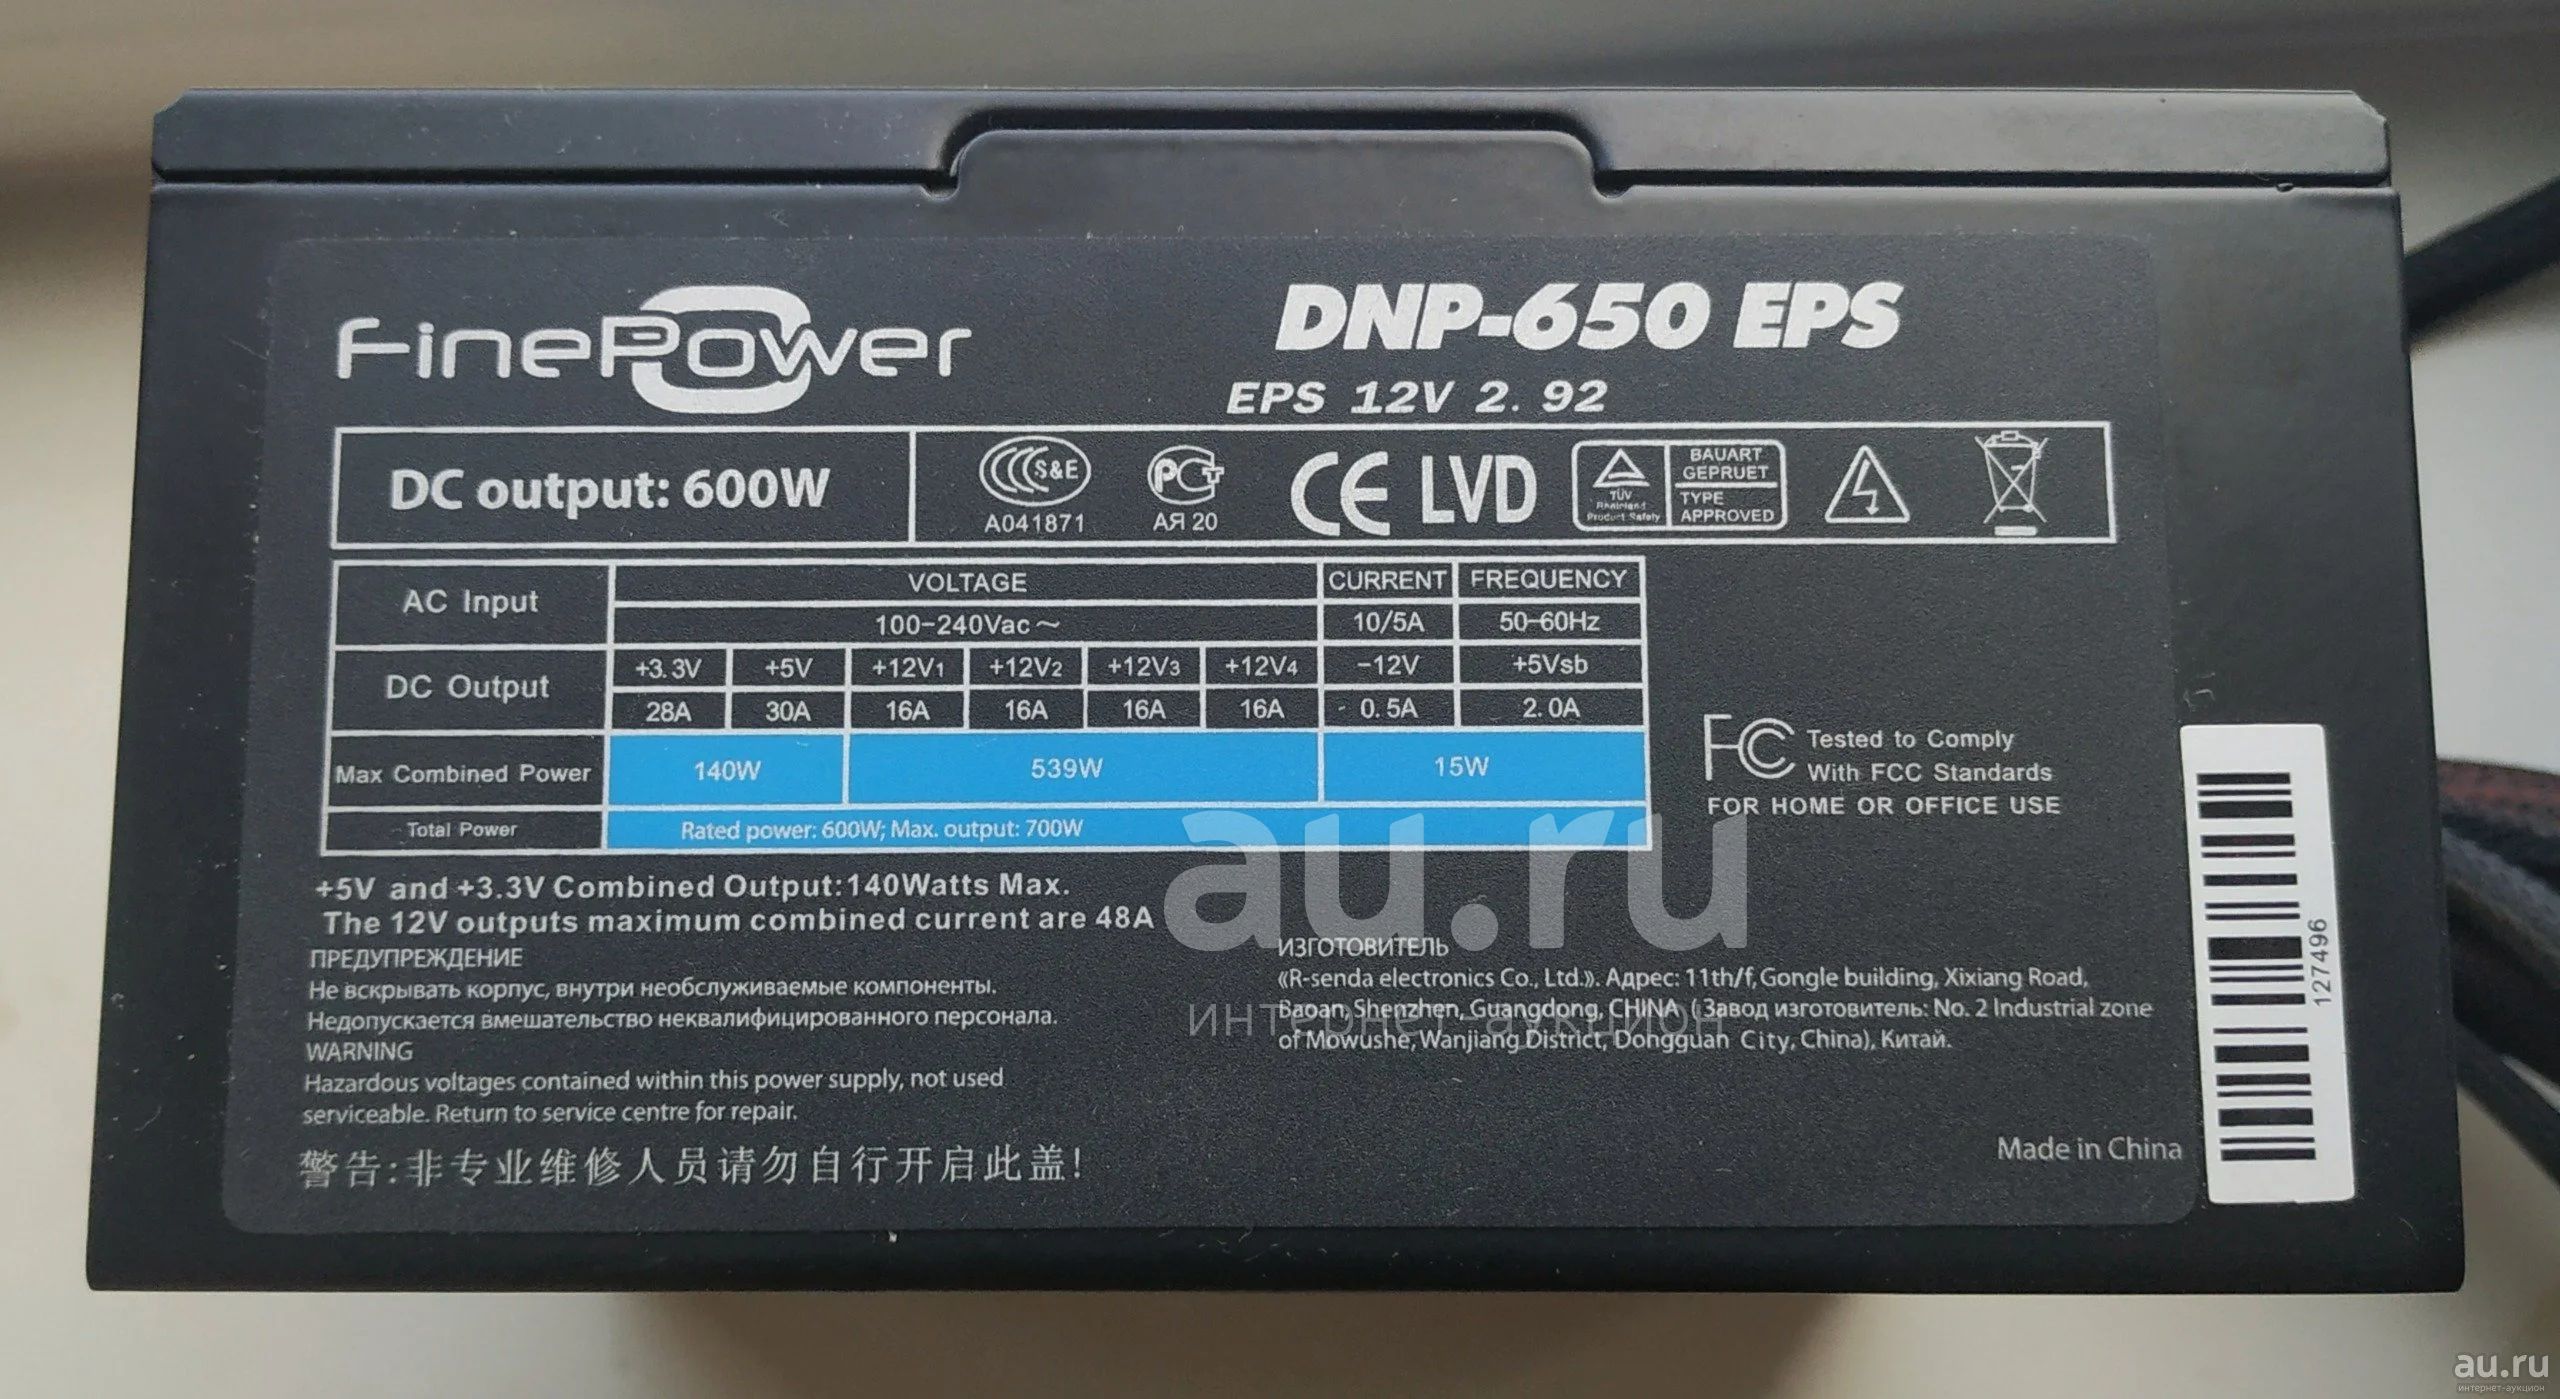 FinePower
DNP-650 EPS
EPS 12V 2.92
DC output: 600W
S&E
A041871
РСТ
АЯ 20
CE LVD
TÜV
Rheinland
Product Safety
BAUART
GEPRUET
TYPE
APPROVED
AC Input
VOLTAGE CURRENT FREQUENCY
100-240Vac~ 10/5A 50-60Hz
DC Output
+3.3V +5V +12V1 +12V2 +12V3 +12V4 -12V +5Vsb
28A 30A 16A 16A 16A 16A 0.5A 2.0A
Max Combined Power 140W 539W 15W
Total Power Rated power: 600W; Max. output: 700W
FC Tested to Comply
With FCC Standards
FOR HOME OR OFFICE USE
+5V and +3.3V Combined Output:140Watts Max.
The 12V outputs maximum combined current are 48A
ПРЕДУПРЕЖДЕНИЕ
Не вскрывать корпус, внутри необслуживаемые компоненты.
Недопускается вмешательство неквалифицированного персонала.
WARNING
Hazardous voltages contained within this power supply, not used
serviceable. Return to service centre for repair.
警告:非专业维修人员请勿自行开启此盖!
ИЗГОТОВИТЕЛЬ
«R-senda electronics Co., Ltd.». Адрес: 11th/f, Gongle building, Xixiang Road,
Baoan, Shenzhen, Guangdong, CHINA ( Завод изготовитель: No. 2 Industrial zone
of Mowushe, Wanjiang District, Dongguan City, China), Китай.
Made in China
127496
au.ru
интернет-аукцион
au.ru
интернет-аукцион